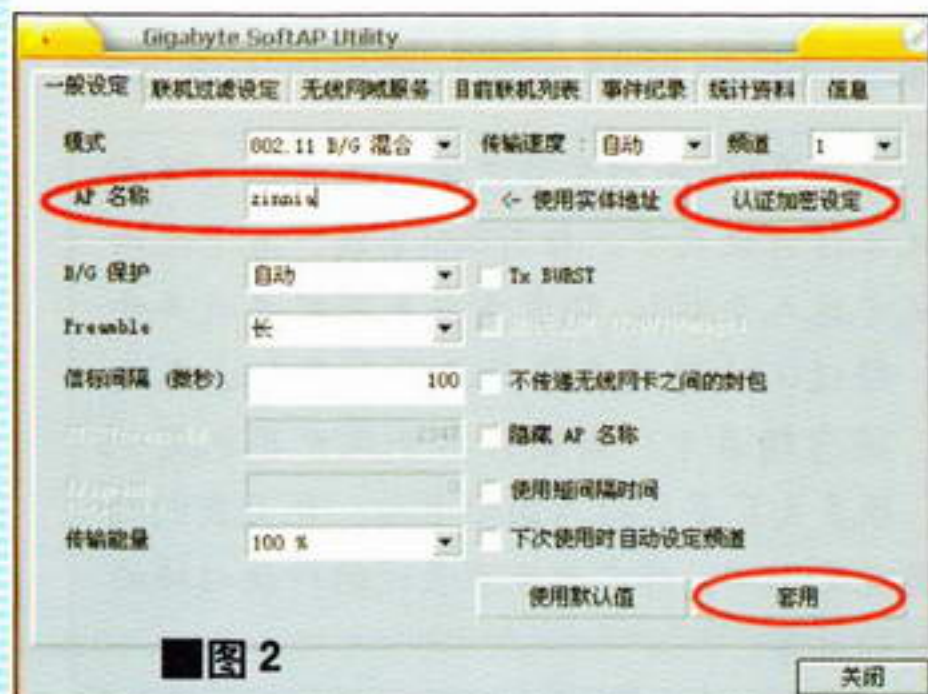 Gigabyte SoftAP Utility
一般设定 联机过滤设定 无线网域服务 目前联机列表 事件纪录 统计资料 信息
模式 802.11 B/G 混合 传输速度: 自动 频道 1
AP 名称 zinniu <- 使用实体地址 认证加密设定
B/G 保护 自动 Tx BURST
Preamble 长
信标间隔 (微秒) 100 不传递无线网卡之间的封包
隐藏 AP 名称
使用短间隔时间
传输能量 100 % 下次使用时自动设定频道
使用默认值 套用
■图 2
关闭